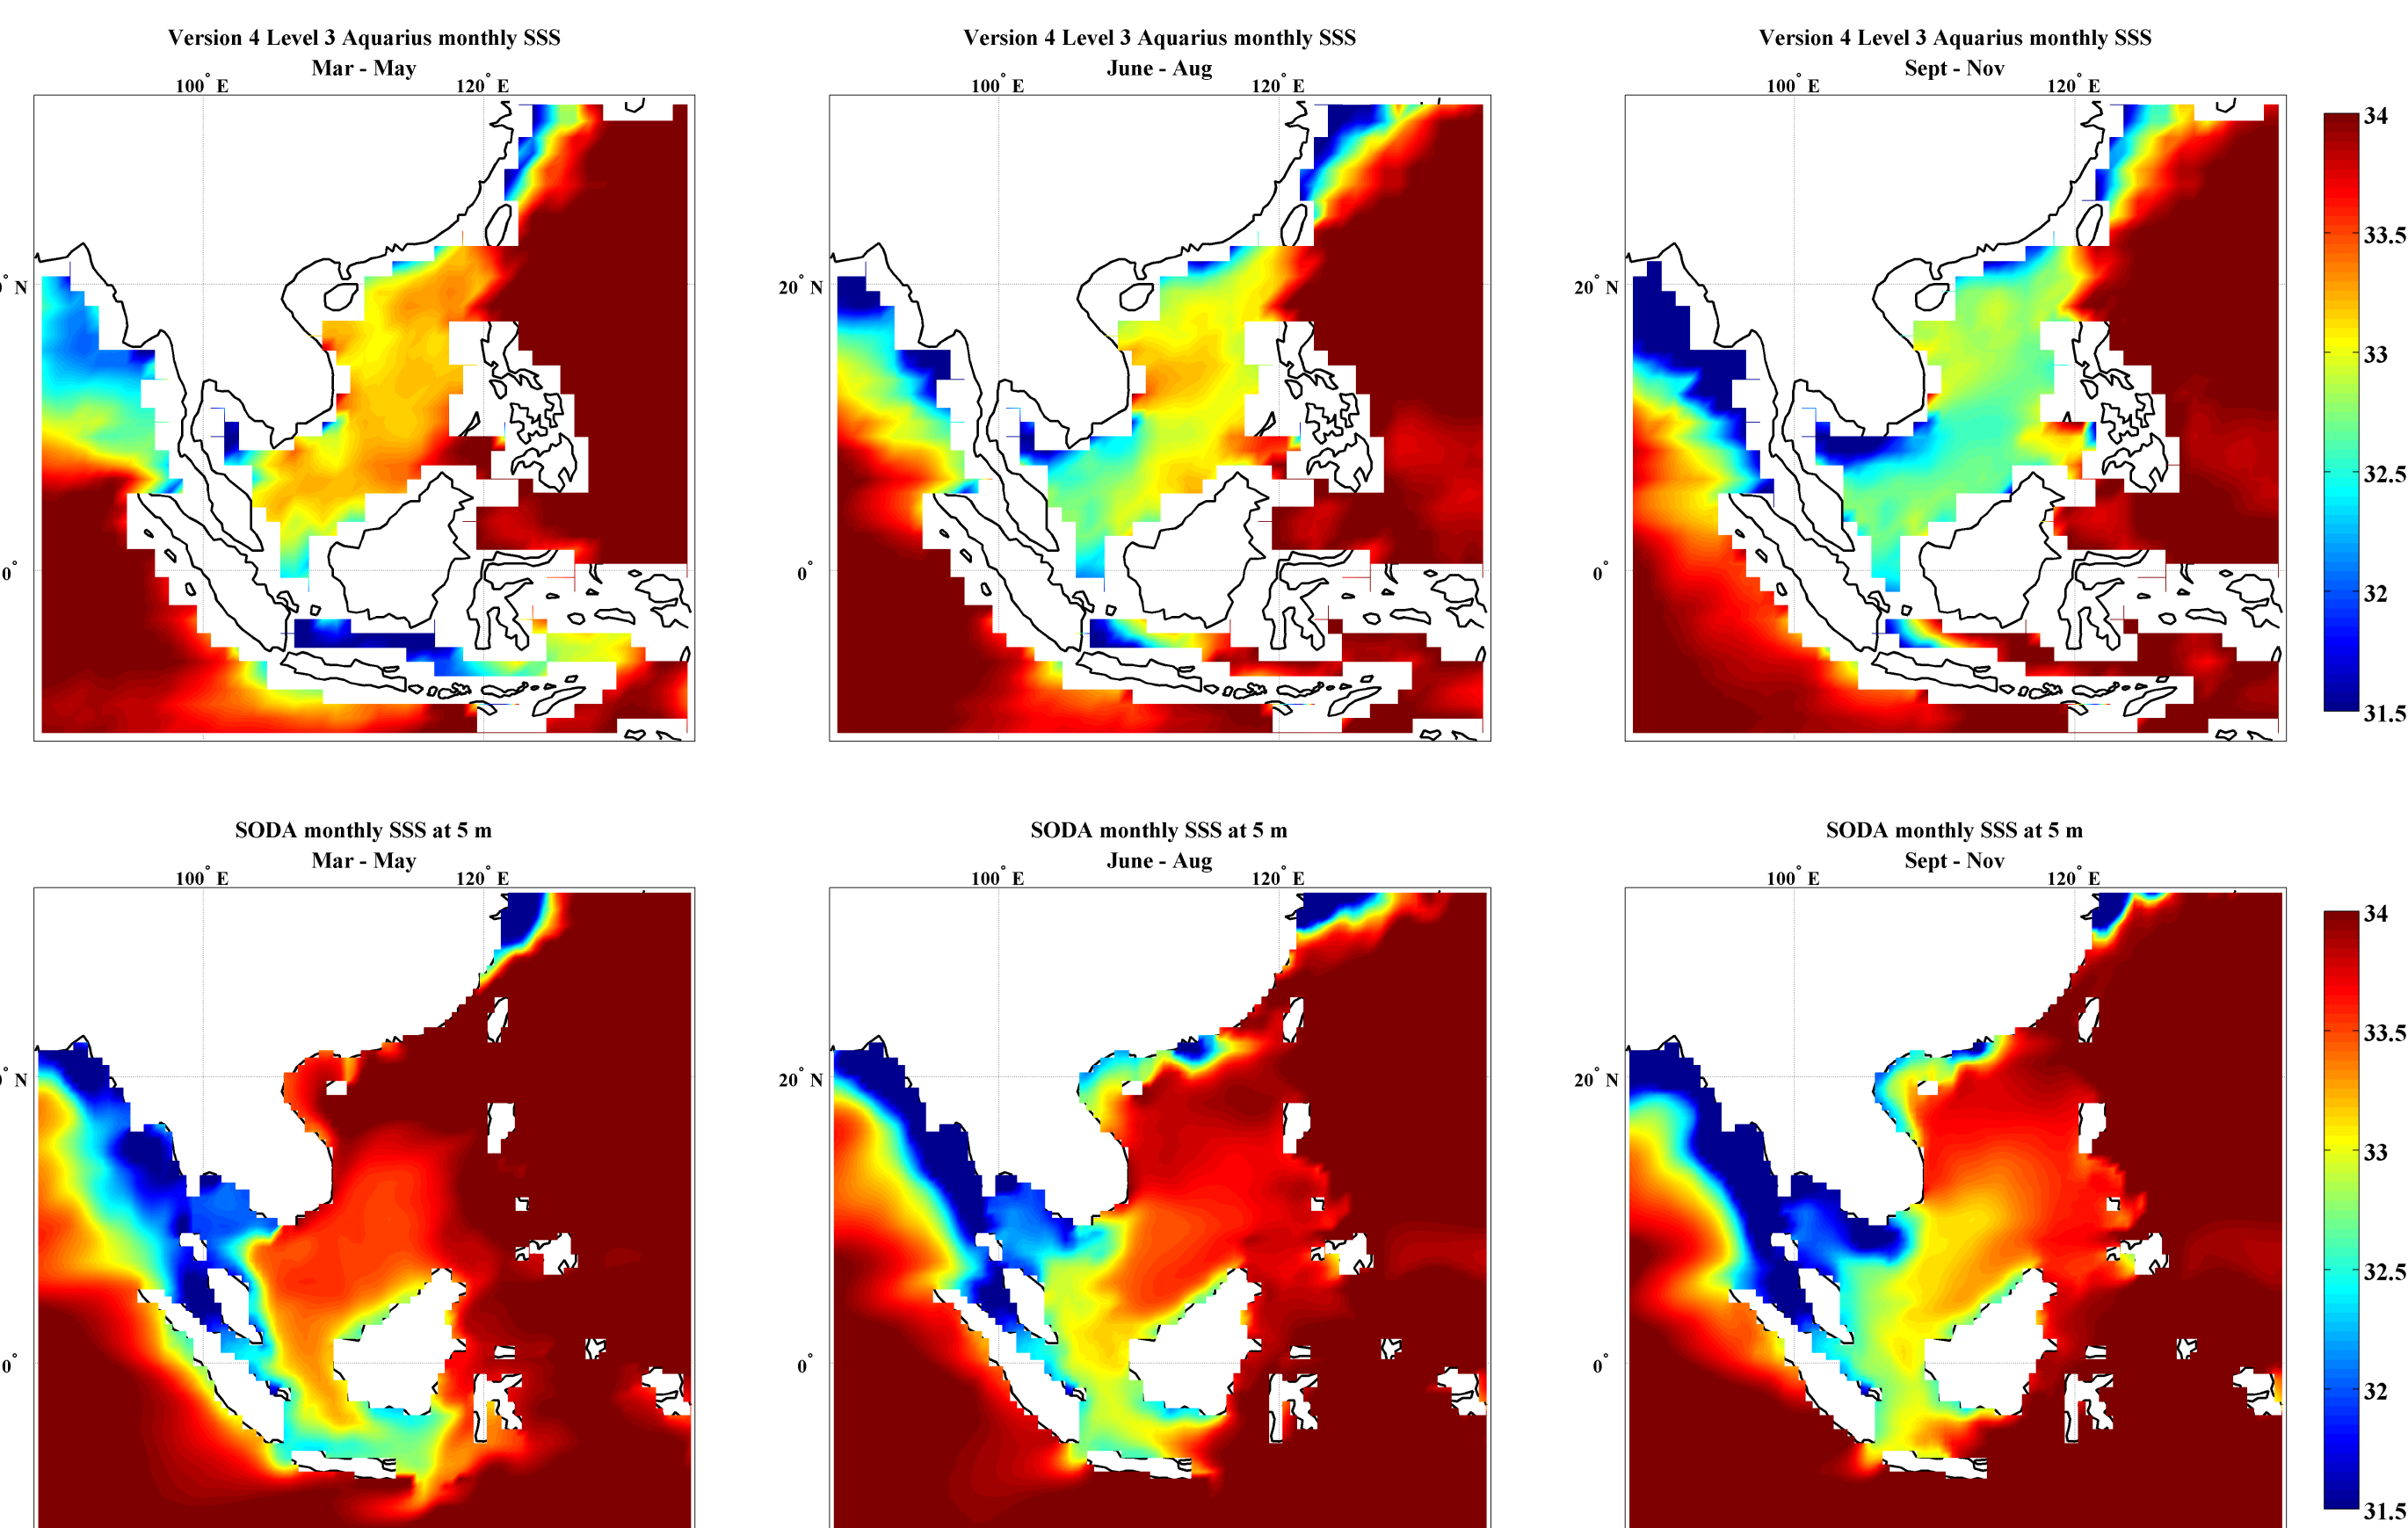 Version 4 Level 3 Aquarius monthly SSS
Mar - May
100° E 120° E
° N
0°
Version 4 Level 3 Aquarius monthly SSS
June - Aug
100° E 120° E
20° N
0°
Version 4 Level 3 Aquarius monthly SSS
Sept - Nov
100° E 120° E
20° N
0°
34
33.5
33
32.5
32
31.5
SODA monthly SSS at 5 m
Mar - May
100° E 120° E
° N
0°
SODA monthly SSS at 5 m
June - Aug
100° E 120° E
20° N
0°
SODA monthly SSS at 5 m
Sept - Nov
100° E 120° E
20° N
0°
34
33.5
33
32.5
32
31.5